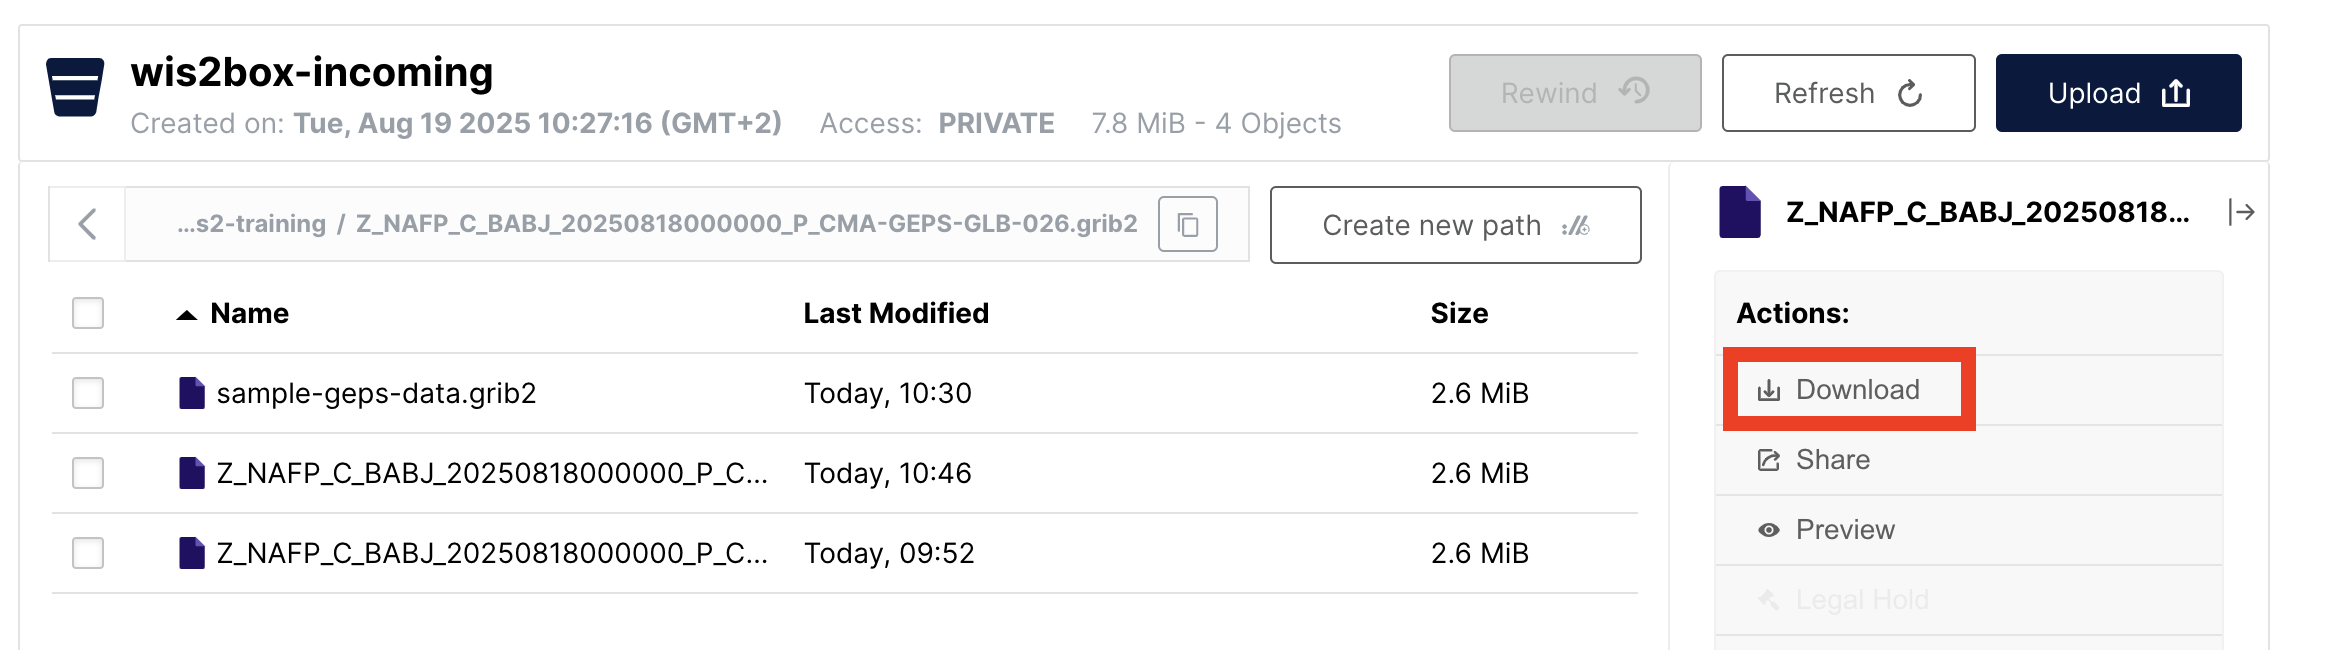 wis2box-incoming
Created on: Tue, Aug 19 2025 10:27:16 (GMT+2) Access: PRIVATE 7.8 MiB - 4 Objects
Rewind
Refresh
Upload
...s2-training / Z_NAFP_C_BABJ_20250818000000_P_CMA-GEPS-GLB-026.grib2
Create new path
Name Last Modified Size
sample-geps-data.grib2 Today, 10:30 2.6 MiB
Z_NAFP_C_BABJ_20250818000000_P_C... Today, 10:46 2.6 MiB
Z_NAFP_C_BABJ_20250818000000_P_C... Today, 09:52 2.6 MiB
Z_NAFP_C_BABJ_20250818...
Actions:
Download
Share
Preview
Legal Hold